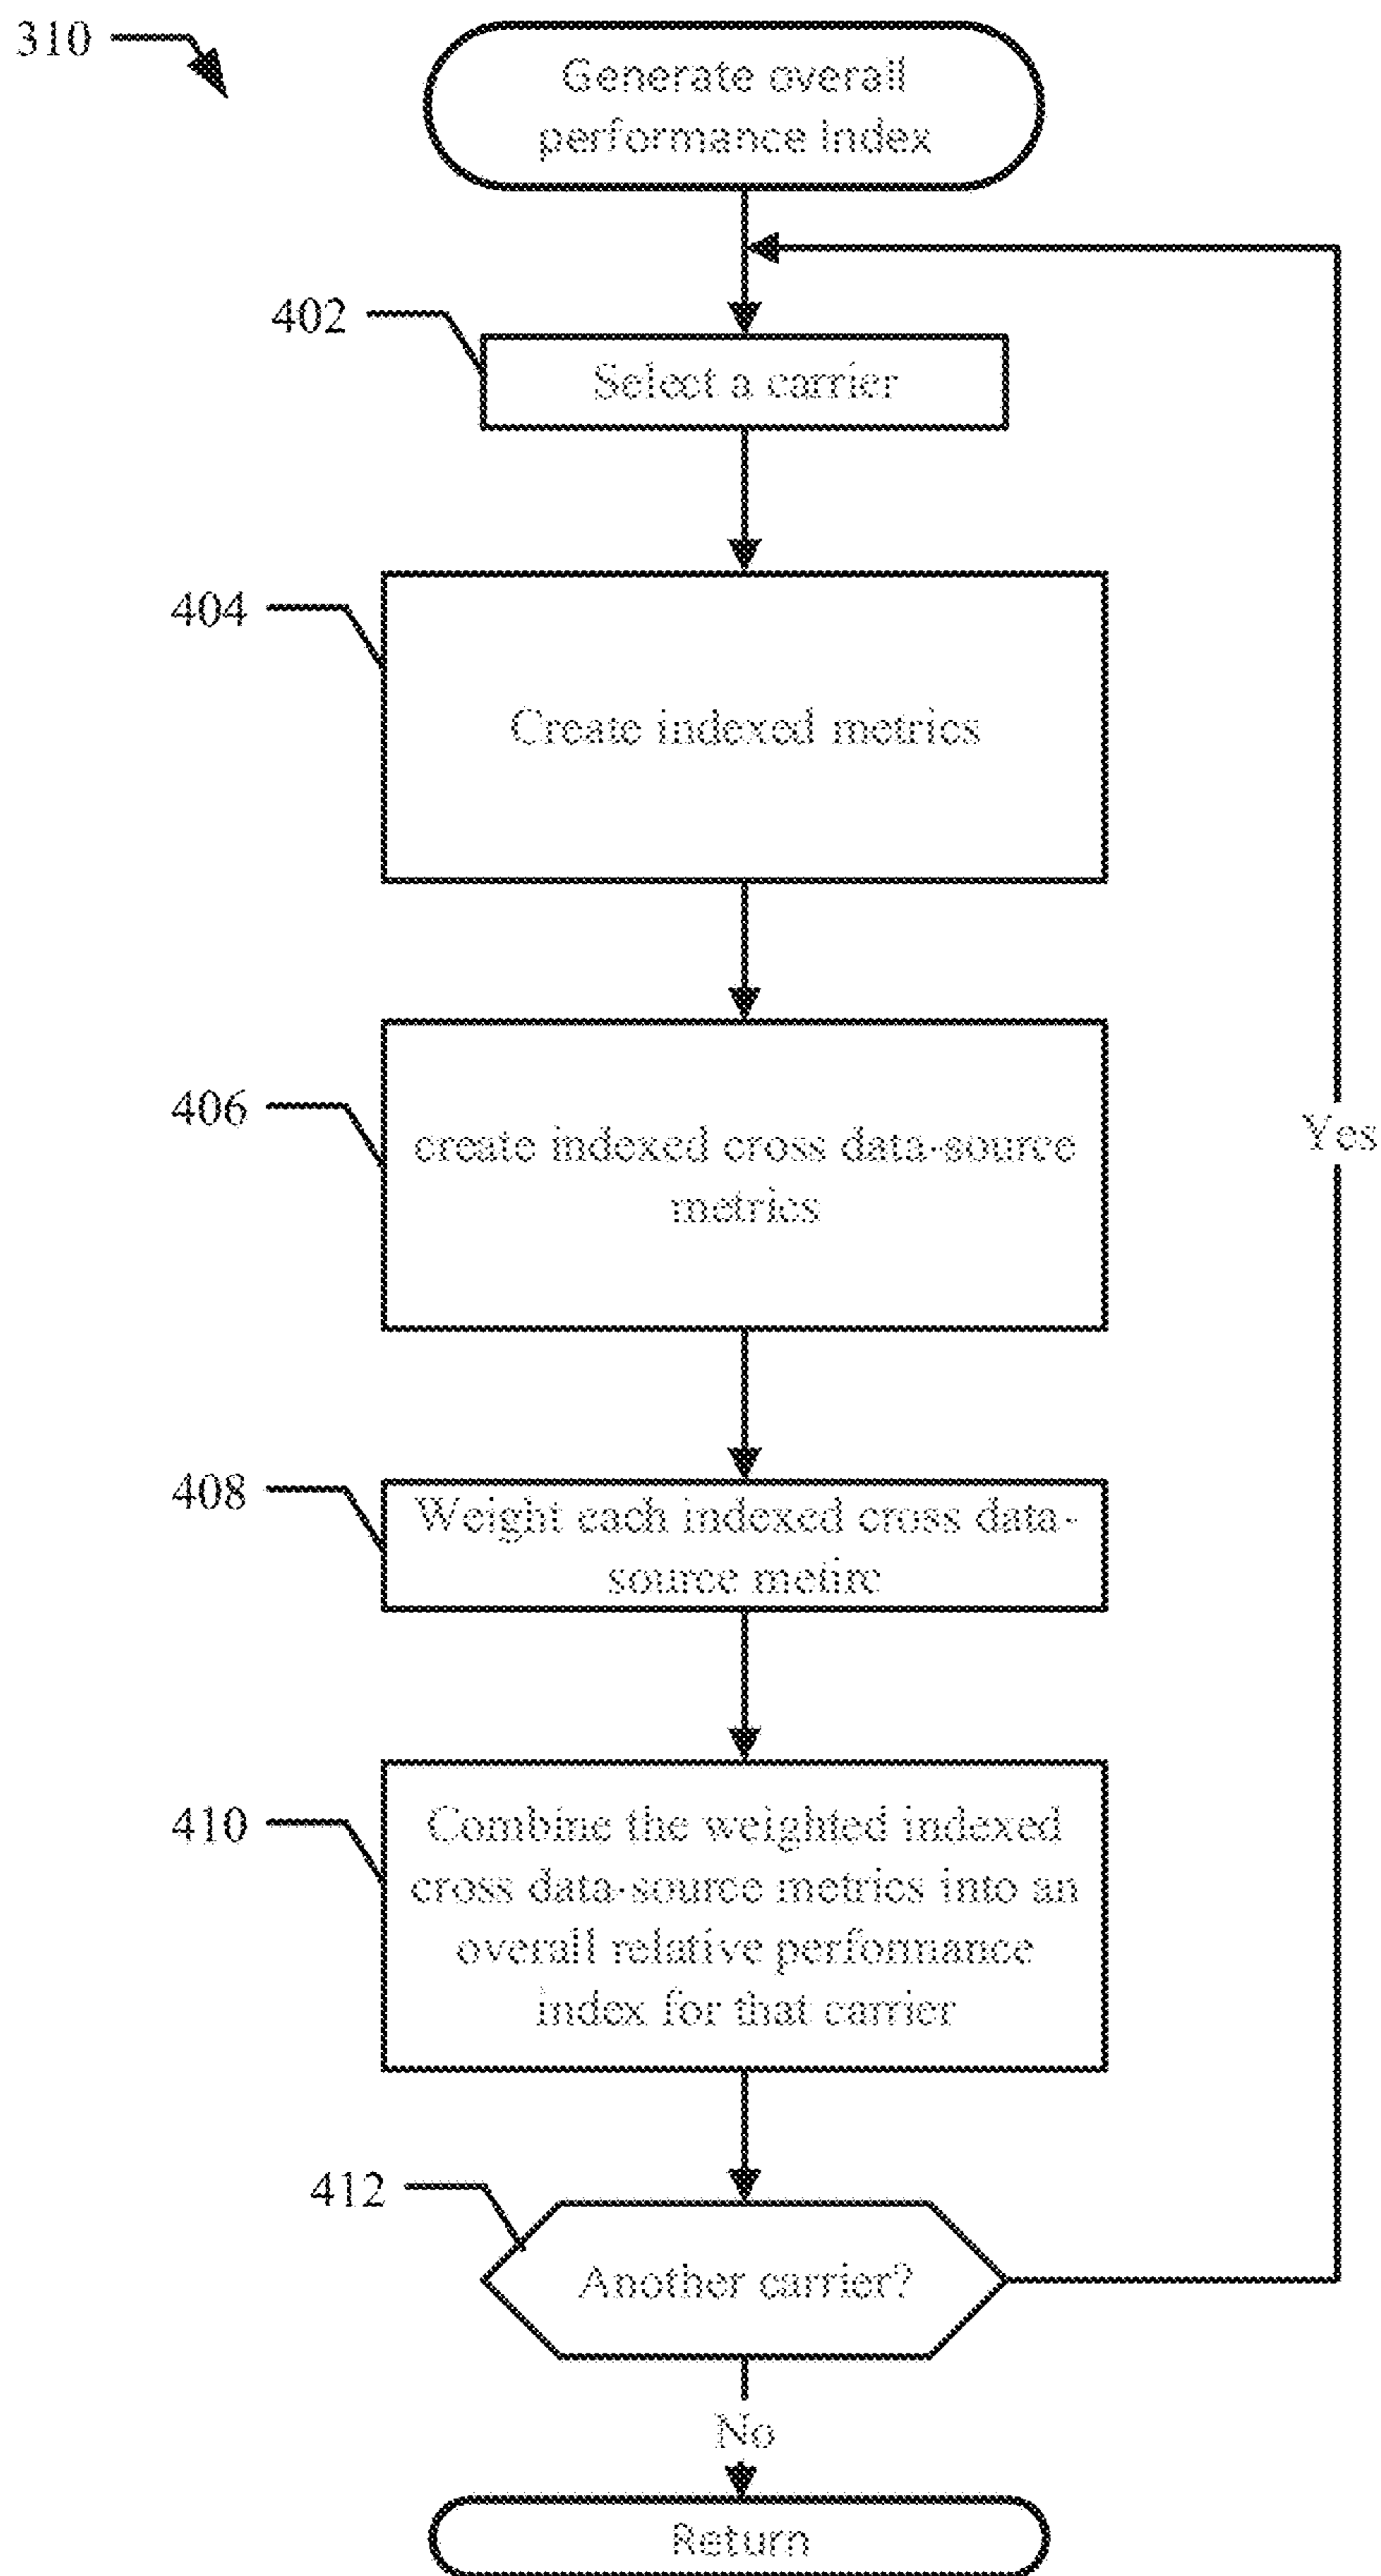 310
Generate overall
performance index
402
Select a carrier
404
Create indexed metrics
406
create indexed cross data-source
metrics
Yes
408
Weight each indexed cross data-
source metirc
410
Combine the weighted indexed
cross data-source metrics into an
overall relative performance
index for that carrier
412
Another carrier?
No
Return